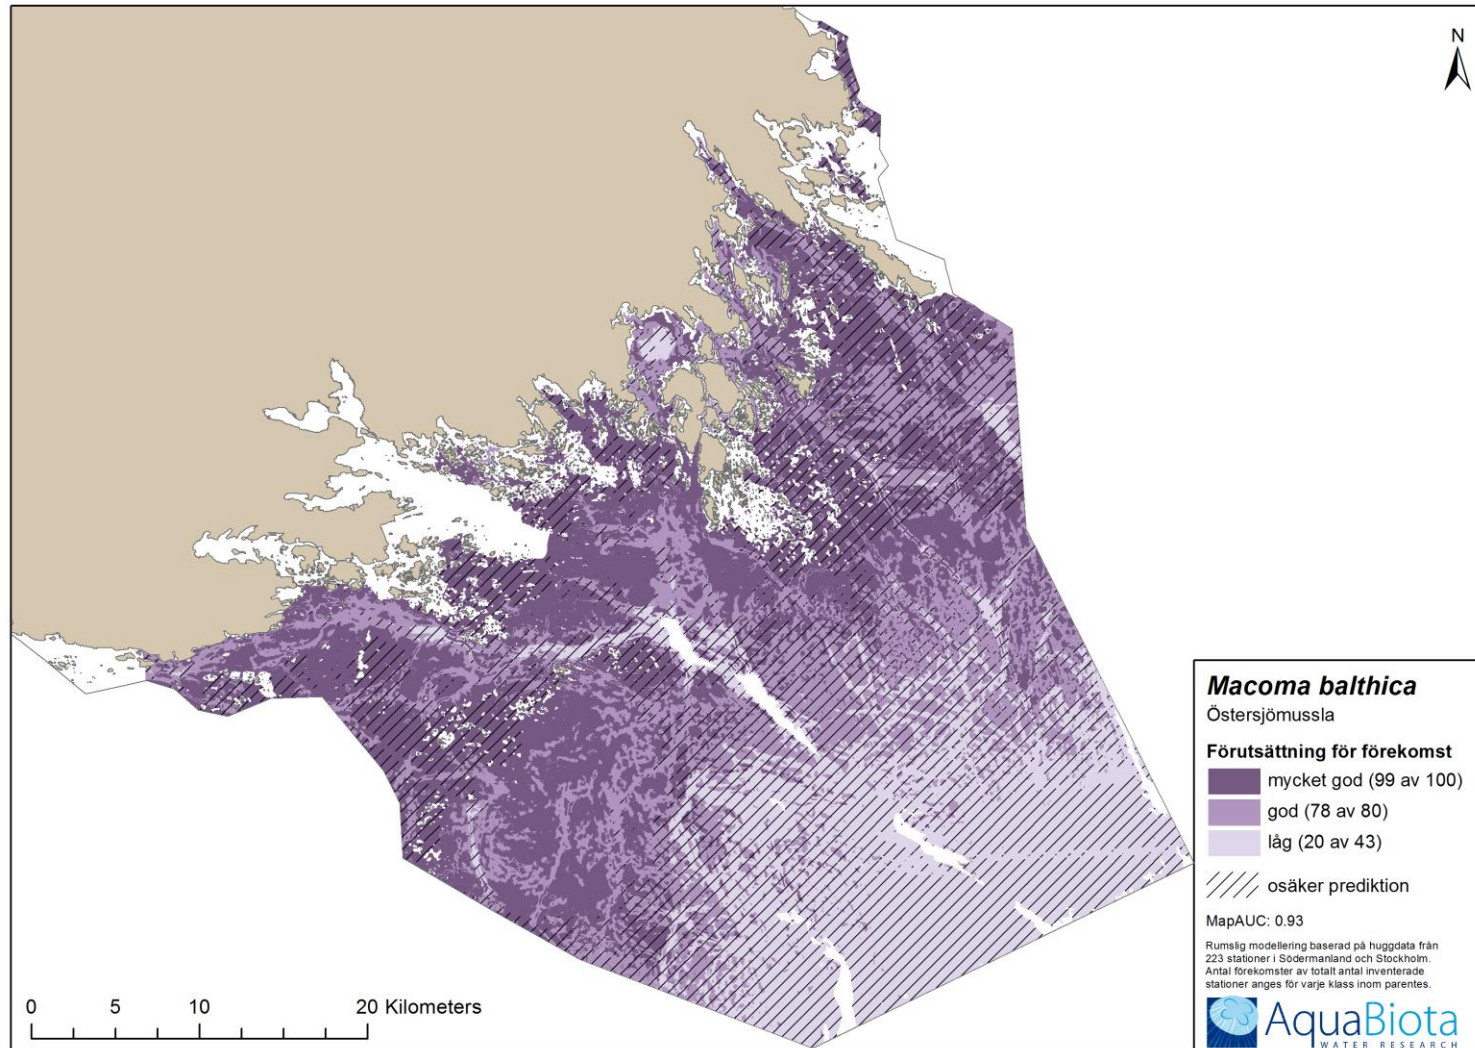 N
Macoma balthica
Östersjömussla
Förutsättning för förekomst
mycket god (99 av 100)
god (78 av 80)
låg (20 av 43)
osäker prediktion
MapAUC: 0.93
Rumslig modellering baserad på huggdata från
223 stationer i Södermanland och Stockholm.
Antal förekomster av totalt antal inventerade
stationer anges för varje klass inom parentes.
AquaBiota
WATER RESEARCH
0 5 10 20 Kilometers